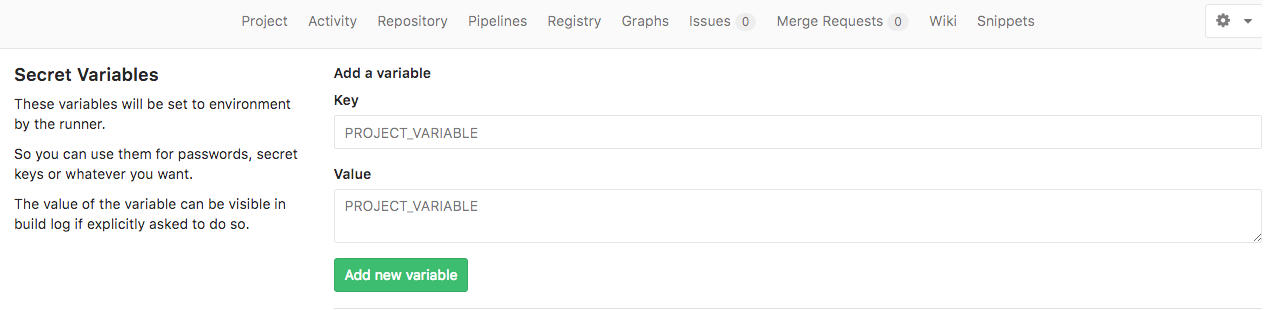 Project Activity Repository Pipelines Registry Graphs Issues 0 Merge Requests 0 Wiki Snippets
Secret Variables
These variables will be set to environment
by the runner.
So you can use them for passwords, secret
keys or whatever you want.
The value of the variable can be visible in
build log if explicitly asked to do so.
Add a variable
Key
PROJECT_VARIABLE
Value
PROJECT_VARIABLE
Add new variable